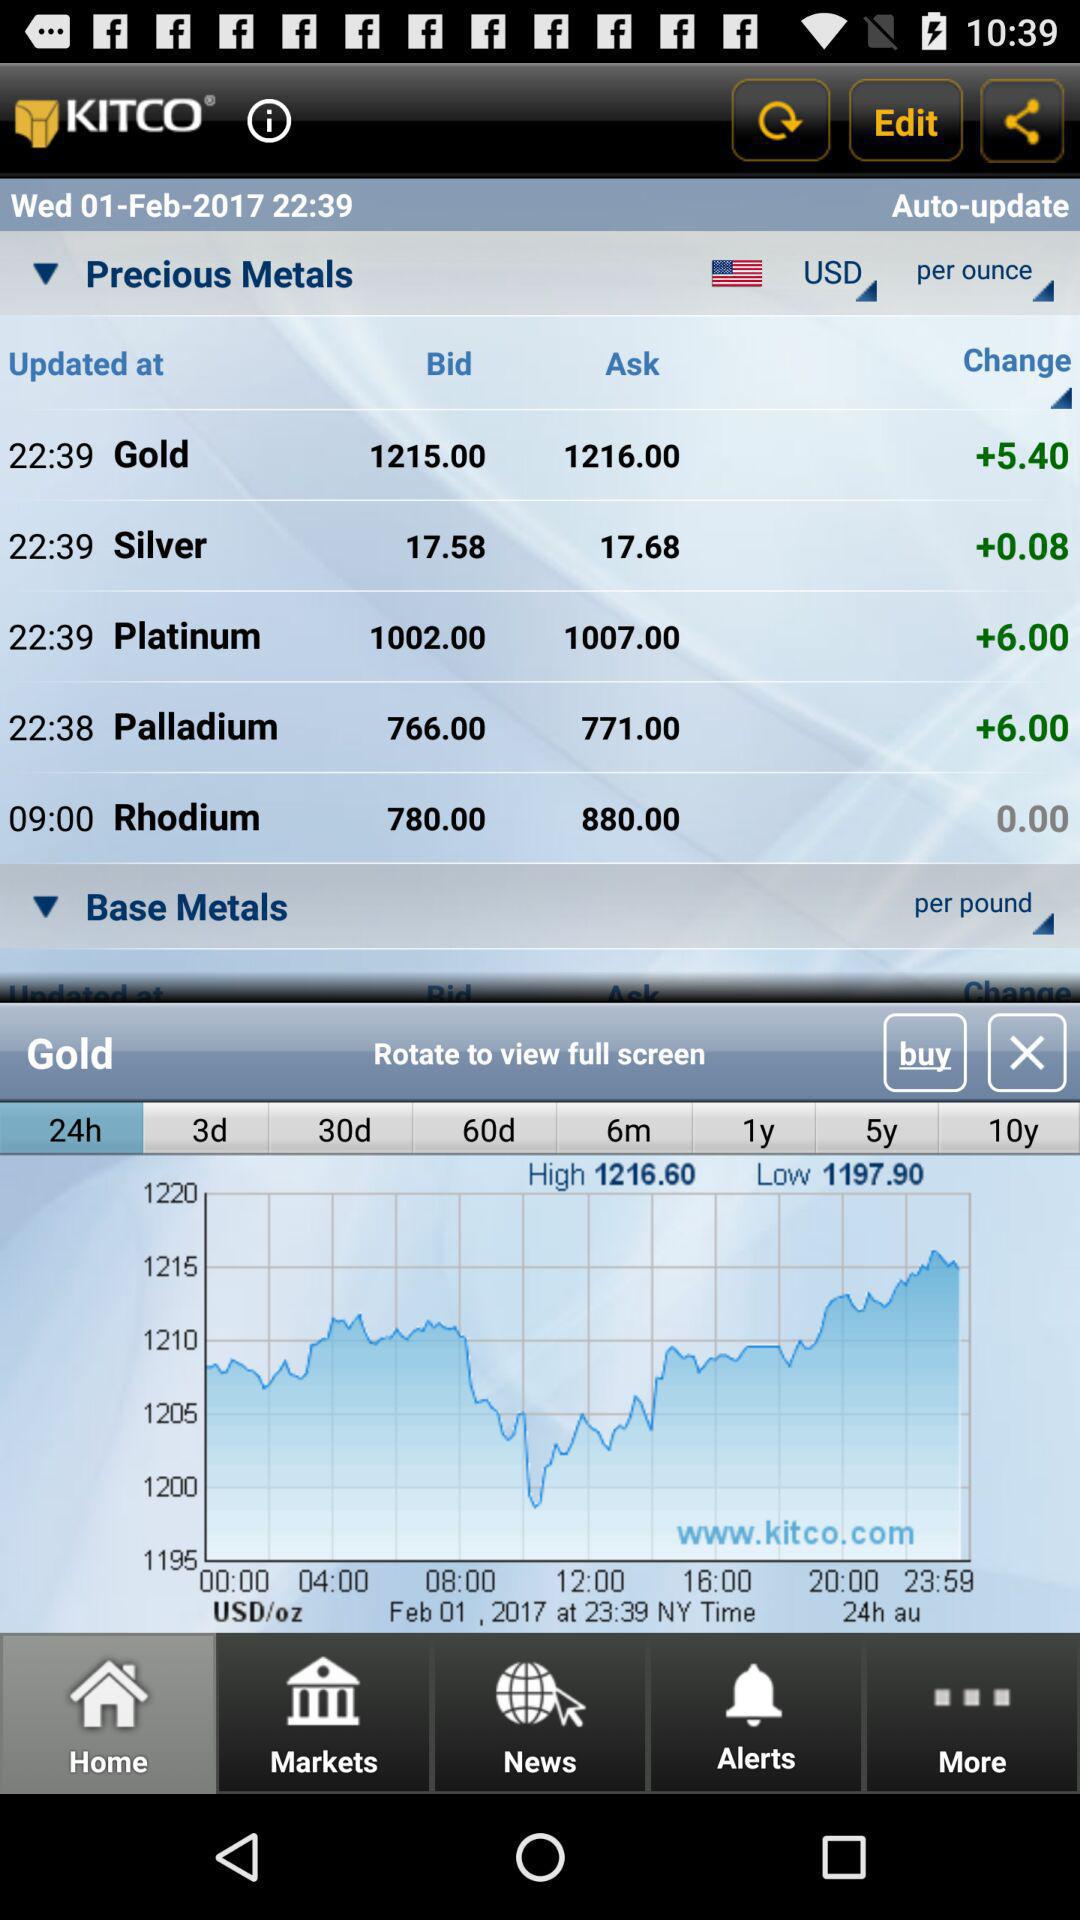 10:39
KITCO® Edit
Wed 01-Feb-2017 22:39 Auto-update
Precious Metals USD per ounce
Updated at Bid Ask Change
22:39 Gold 1215.00 1216.00 +5.40
22:39 Silver 17.58 17.68 +0.08
22:39 Platinum 1002.00 1007.00 +6.00
22:38 Palladium 766.00 771.00 +6.00
09:00 Rhodium 780.00 880.00 0.00
Base Metals per pound
Updated at Bid Ask Change
Gold Rotate to view full screen buy
24h 3d 30d 60d 6m 1y 5y 10y
High 1216.60 Low 1197.90
1220
1215
1210
1205
1200
www.kitco.com
1195
00:00 04:00 08:00 12:00 16:00 20:00 23:59
USD/oz Feb 01 , 2017 at 23:39 NY Time 24h au
Home Markets News Alerts More